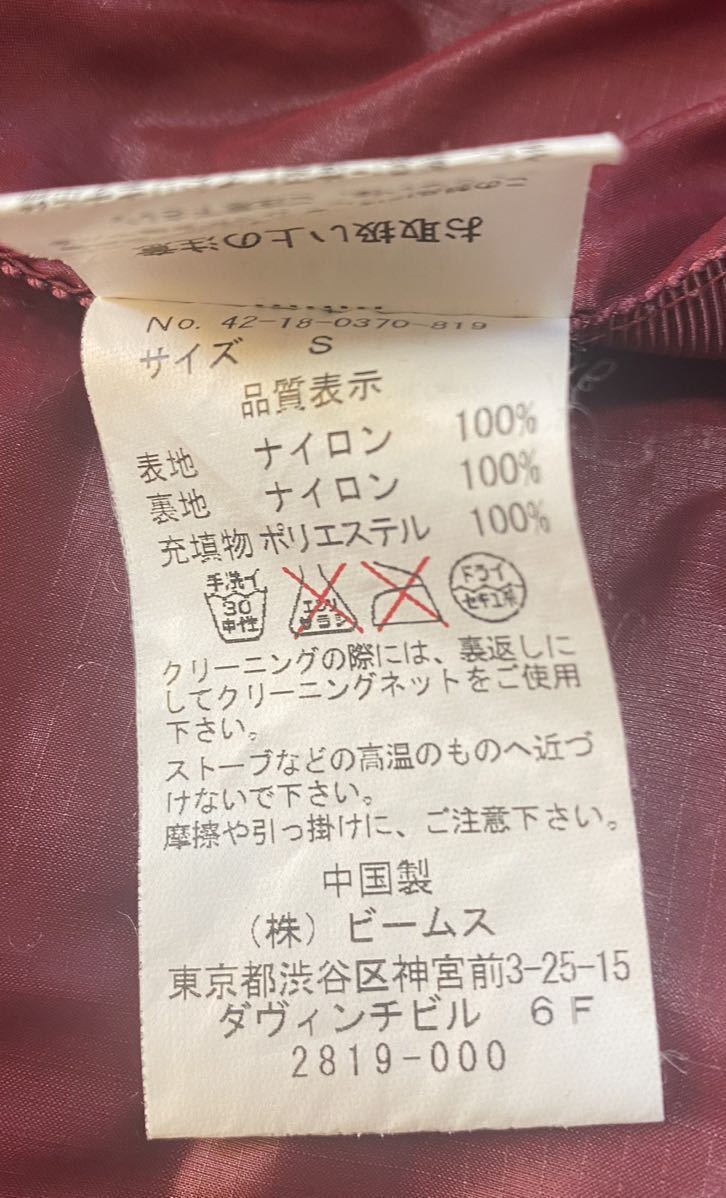 お取扱い上の注意
No. 42-18-0370-819
サイズ S
品質表示
表地 ナイロン 100%
裏地 ナイロン 100%
充填物 ポリエステル 100%
手洗イ
30
中性
エンソ
サラシ
ドライ
セキユ系
クリーニングの際には、裏返しに
してクリーニングネットをご使用
下さい。
ストーブなどの高温のものへ近づ
けないで下さい。
摩擦や引っ掛けに、ご注意下さい。
中国製
(株) ビームス
東京都渋谷区神宮前3-25-15
ダヴィンチビル 6F
2819-000